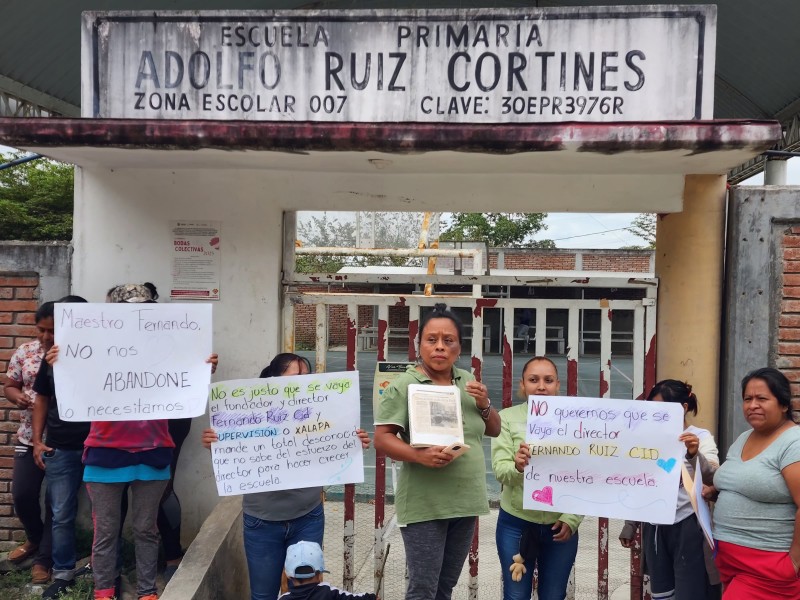 ESCUELA PRIMARIA
ADOLFO RUIZ CORTINES
ZONA ESCOLAR 007 CLAVE: 30EPR3976R
BODAS
COLECTIVAS
Maestro Fernando.
NO nos
ABANDONE
lo necesitamos
No es justo que se vaya
el fundador y director
Fernando Ruiz Cid y
SUPERVISIÓN o XALAPA
mande un total desconocido
que no sabe del
director para hacer crecer
la escuela.
NO queremos que se
vaya el director
FERNANDO RUIZ CID
de nuestra escuela.